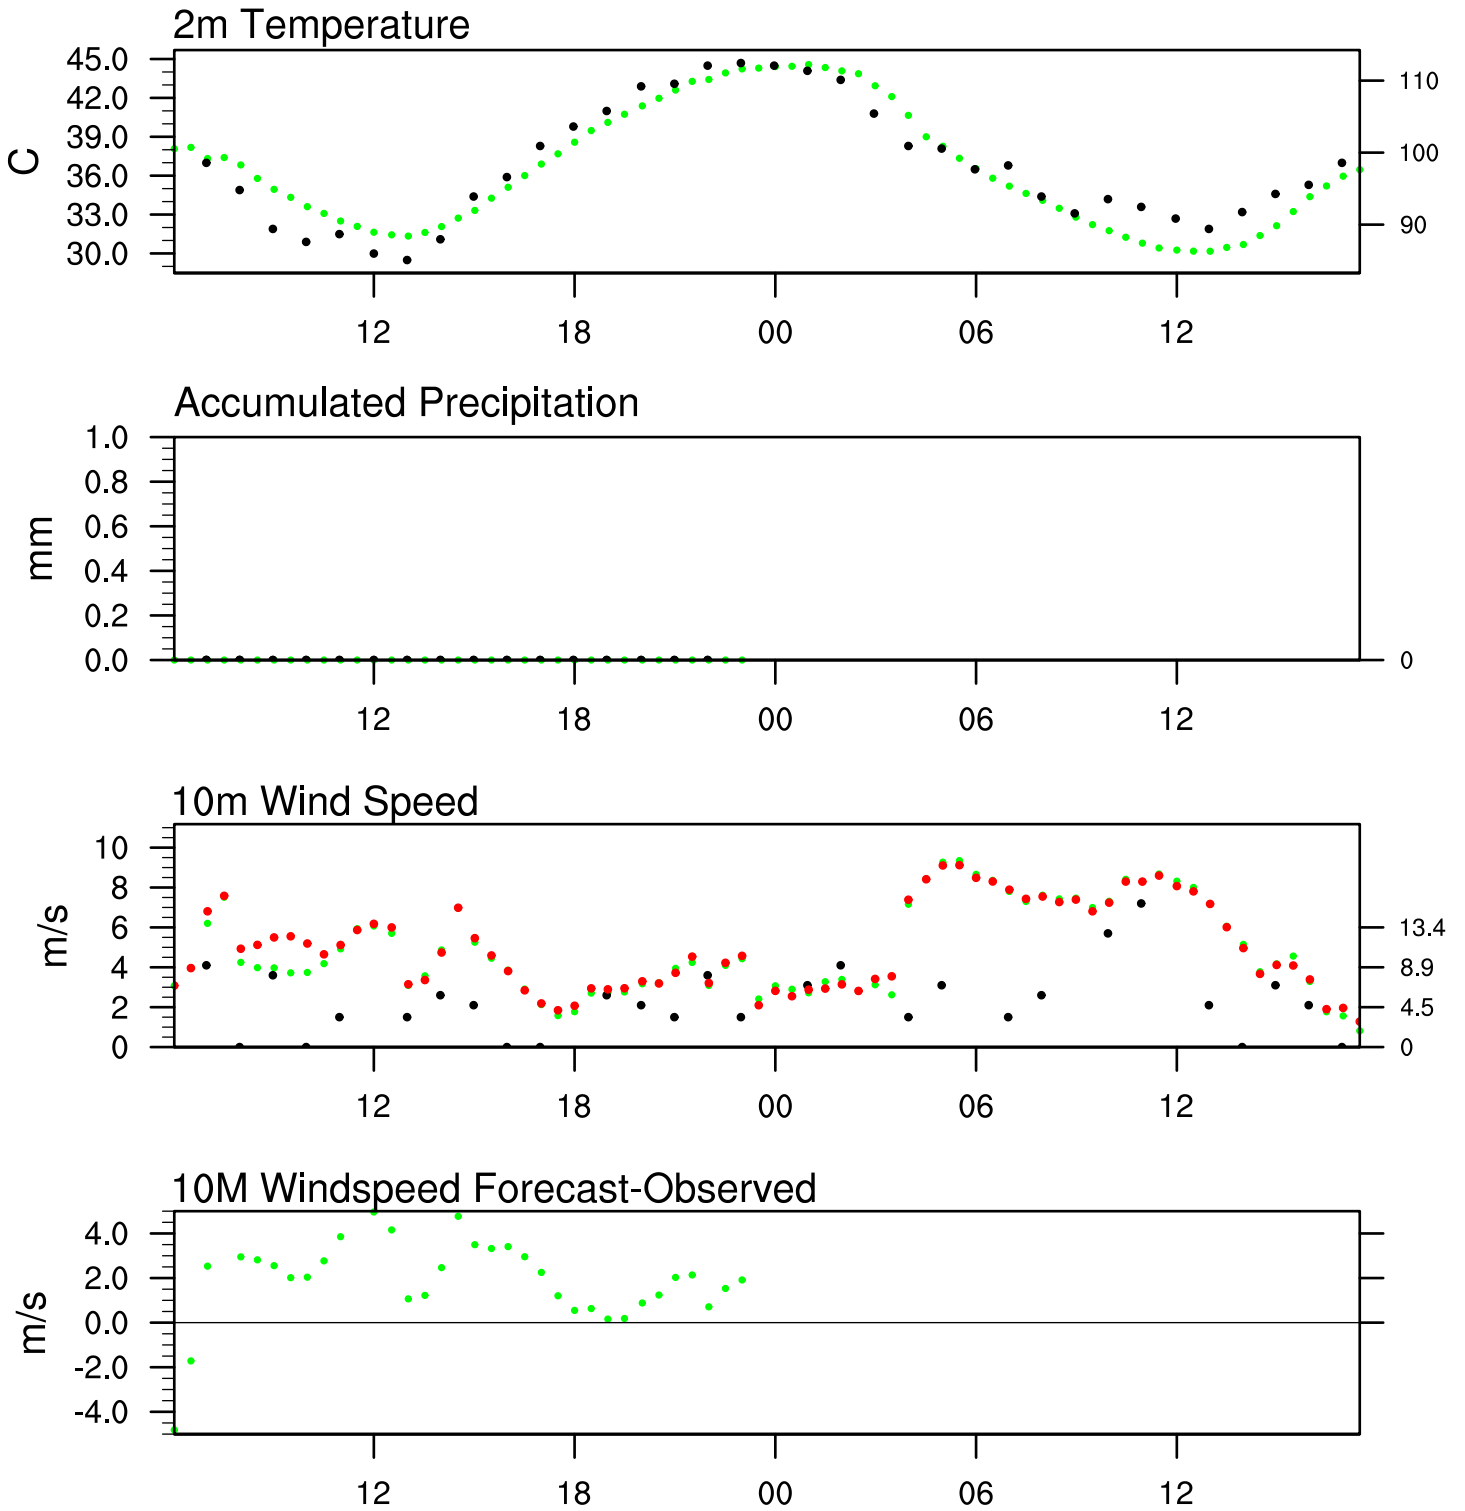 2m Temperature
45.0
42.0
39.0
36.0
33.0
30.0
C
110
100
90
12 18 00 06 12
Accumulated Precipitation
1.0
0.8
0.6
0.4
0.2
0.0
mm
0
12 18 00 06 12
10m Wind Speed
10
8
6
4
2
0
m/s
13.4
8.9
4.5
0
12 18 00 06 12
10M Windspeed Forecast-Observed
4.0
2.0
0.0
-2.0
-4.0
m/s
12 18 00 06 12